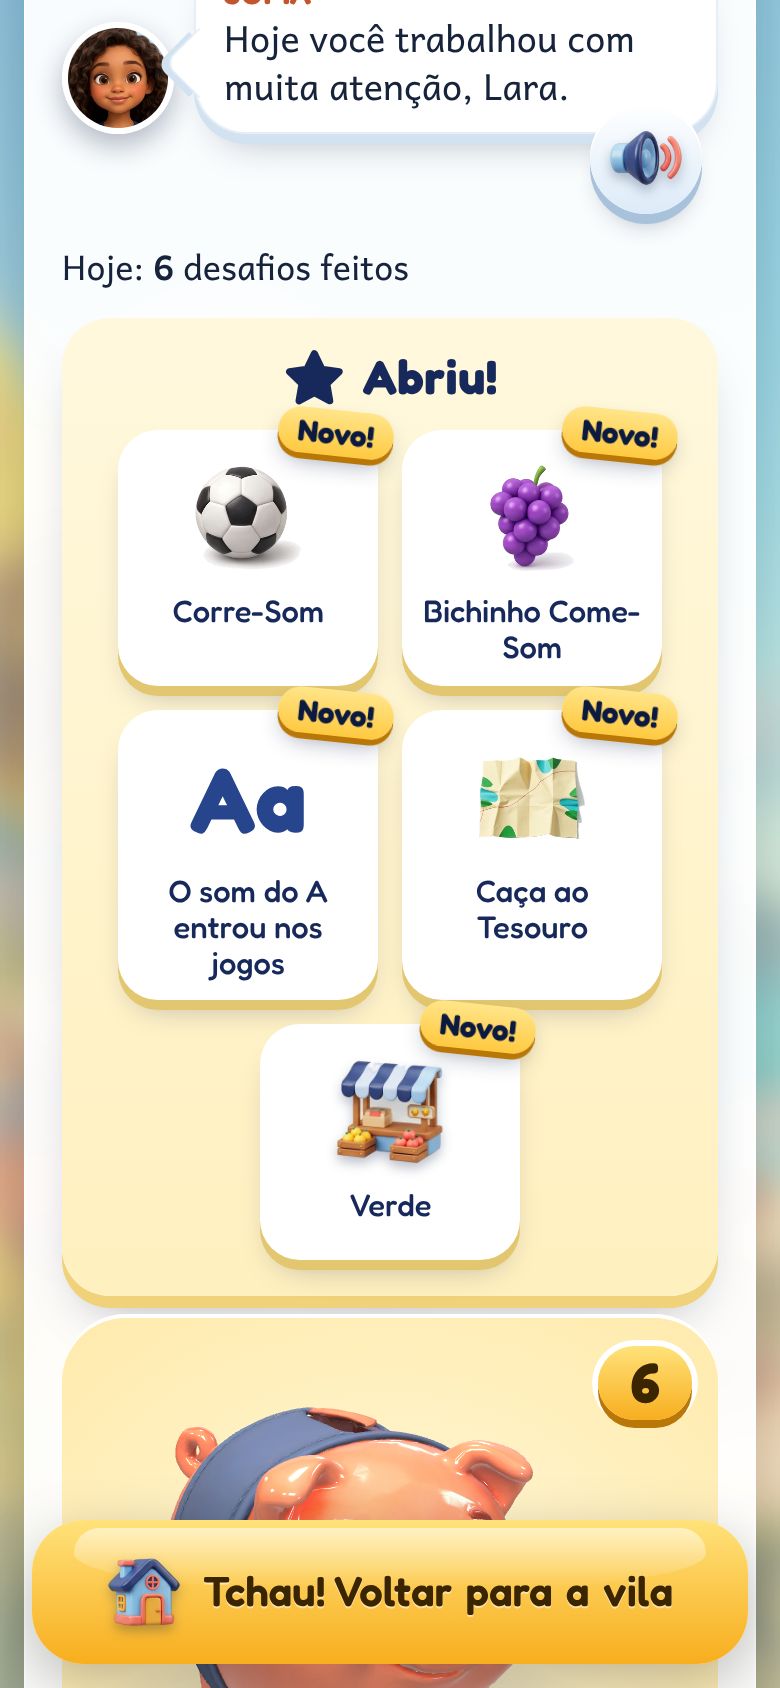 Hoje você trabalhou com
muita atenção, Lara.
Hoje: 6 desafios feitos
Abriu!
Novo!
Novo!
Corre-Som
Bichinho Come-
Som
Novo!
Novo!
Aa
O som do A
entrou nos
jogos
Caça ao
Tesouro
Novo!
Verde
6
Tchau! Voltar para a vila